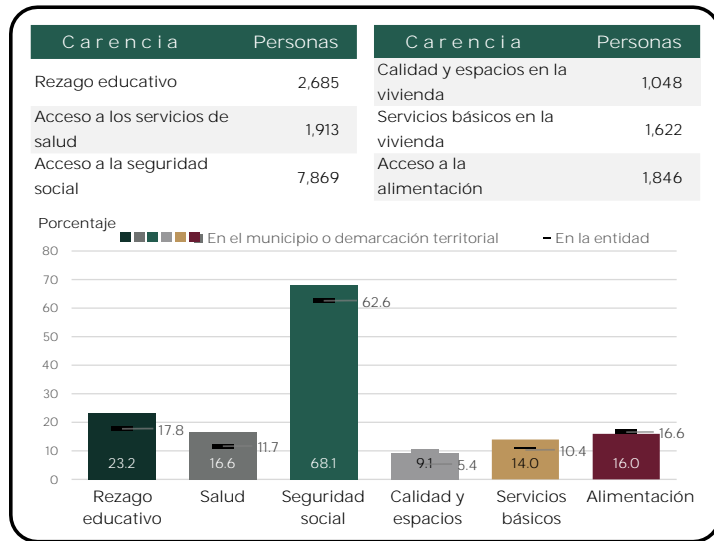 Carencia Personas
Rezago educativo 2,685
Acceso a los servicios de
salud 1,913
Acceso a la seguridad
social 7,869
Carencia Personas
Calidad y espacios en la
vivienda 1,048
Servicios básicos en la
vivienda 1,622
Acceso a la
alimentación 1,846
Porcentaje
En el municipio o demarcación territorial En la entidad
80
70
60
50
40
30
20
10
0
62.6
17.8
11.7
5.4
10.4
16.6
23.2 16.6 68.1 9.1 14.0 16.0
Rezago
educativo
Salud
Seguridad
social
Calidad y
espacios
Servicios
básicos
Alimentación